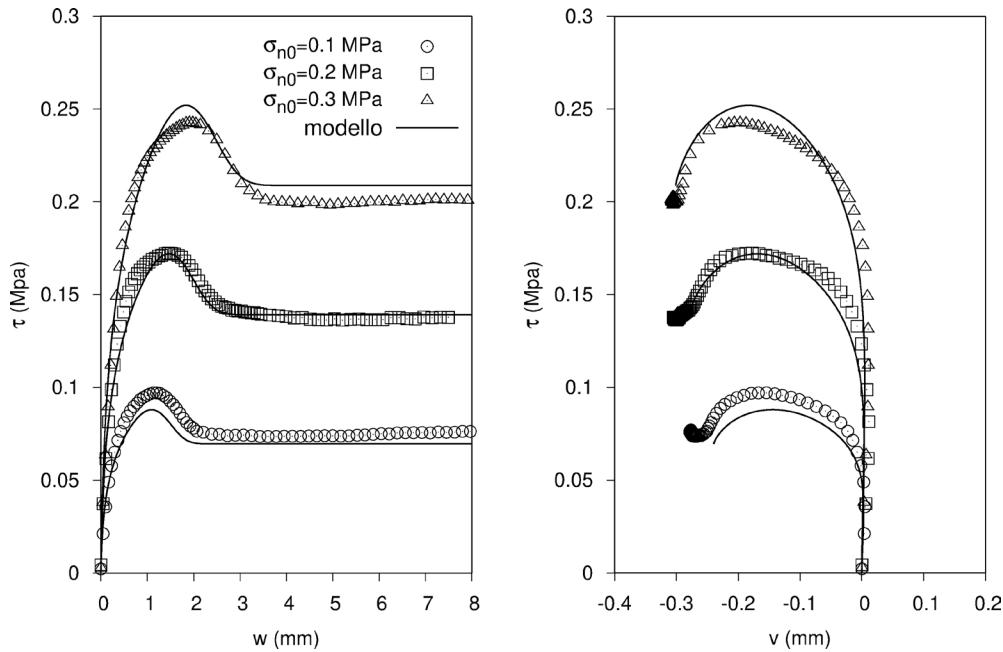 0.3
0.25
0.2
0.15
0.1
0.05
0
τ (Mpa)
σn0=0.1 MPa
σn0=0.2 MPa
σn0=0.3 MPa
modello
0 1 2 3 4 5 6 7 8
w (mm)
0.3
0.25
0.2
0.15
0.1
0.05
0
τ (Mpa)
-0.4 -0.3 -0.2 -0.1 0 0.1 0.2
v (mm)